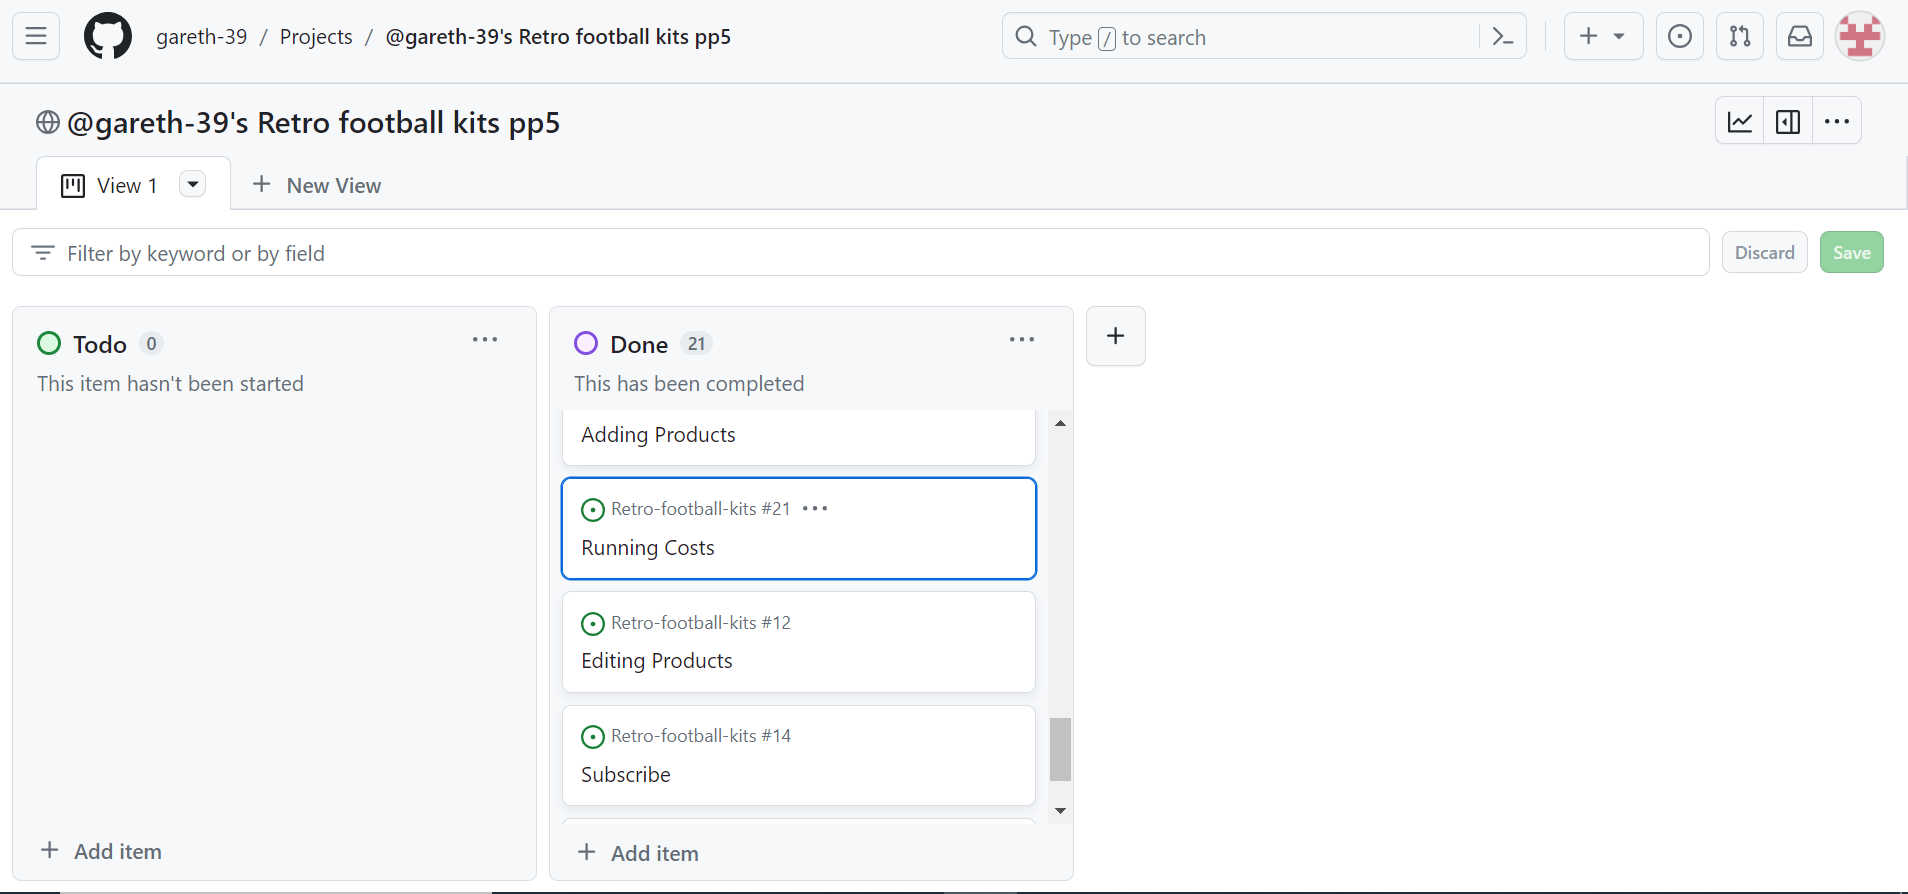 gareth-39 / Projects / @gareth-39's Retro football kits pp5
Type / to search
@gareth-39's Retro football kits pp5
View 1
New View
Filter by keyword or by field
Discard
Save
Todo 0
This item hasn't been started
Add item
Done 21
This has been completed
Adding Products
Retro-football-kits #21
Running Costs
Retro-football-kits #12
Editing Products
Retro-football-kits #14
Subscribe
Add item